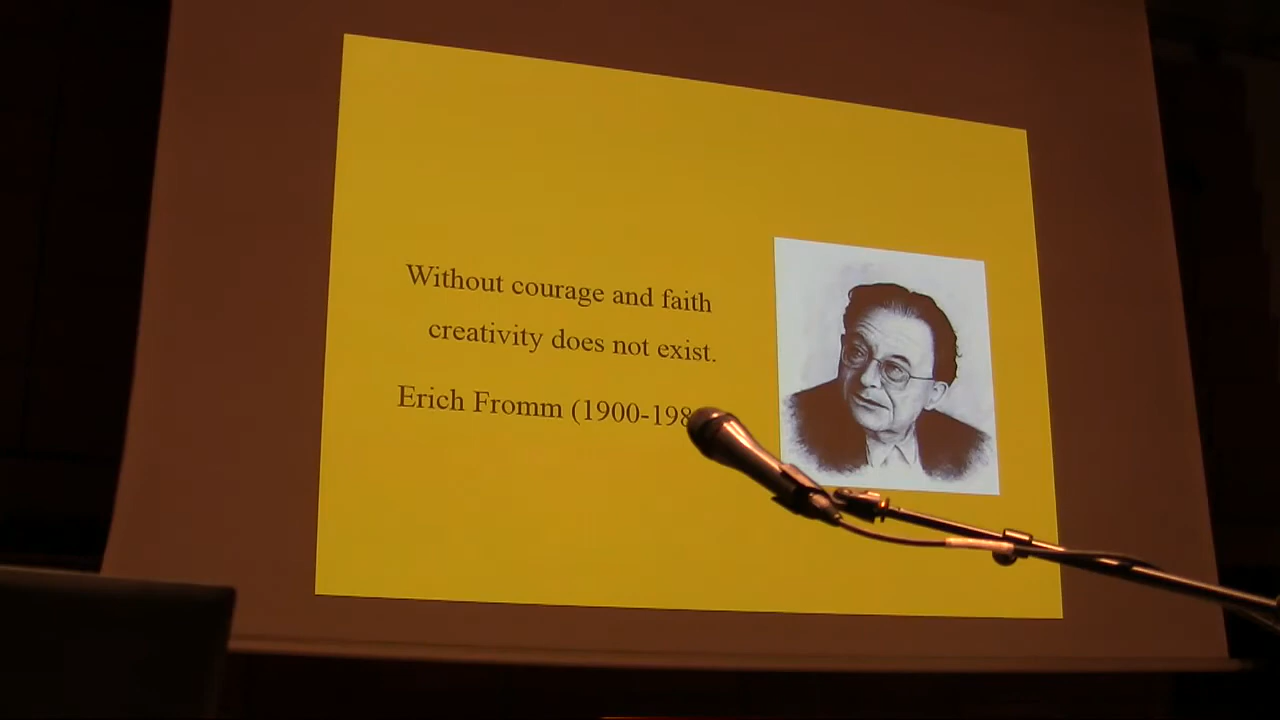 Without courage and faith
creativity does not exist.
Erich Fromm (1900-198